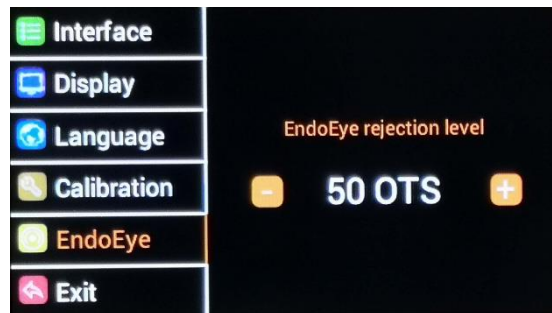 Interface
Display
Language
Calibration
EndoEye
Exit
EndoEye rejection level
- 50 OTS +